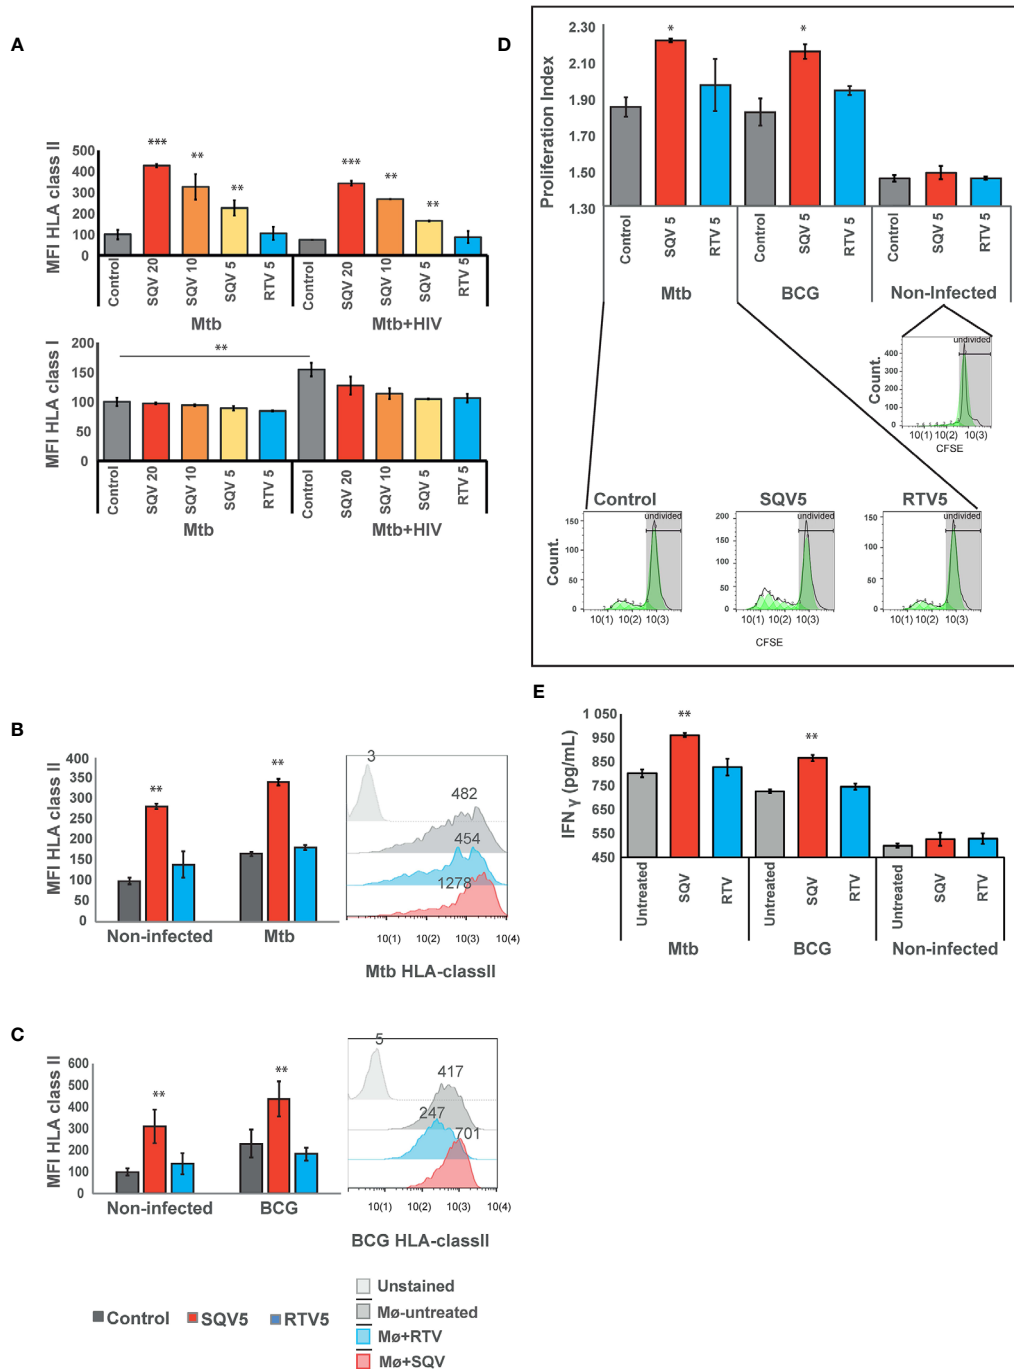 A
MFI HLA class II
500
400
300
200
100
0
***
**
**
***
**
**
Control
SQV 20
SQV 10
SQV 5
RTV 5
Control
SQV 20
SQV 10
SQV 5
RTV 5
Mtb
Mtb+HIV
MFI HLA class I
200
150
100
50
0
**
Control
SQV 20
SQV 10
SQV 5
RTV 5
Control
SQV 20
SQV 10
SQV 5
RTV 5
Mtb
Mtb+HIV
B
MFI HLA class II
400
350
300
250
200
150
100
50
0
**
**
Non-infected
Mtb
3
482
454
1278
10(1) 10(2) 10(3) 10(4)
Mtb HLA-classII
C
MFI HLA class II
600
500
400
300
200
100
0
**
**
Non-infected
BCG
5
417
247
701
10(1) 10(2) 10(3) 10(4)
BCG HLA-classII
Control
SQV5
RTV5
Unstained
Mø-untreated
Mø+RTV
Mø+SQV
D
Proliferation Index
2.30
2.10
1.90
1.70
1.50
1.30
*
*
Control
SQV 5
RTV 5
Control
SQV 5
RTV 5
Control
SQV 5
RTV 5
Mtb
BCG
Non-Infected
undivided
Count.
400
300
200
100
0
10(1) 10(2) 10(3)
CFSE
Control
SQV5
RTV5
undivided
undivided
undivided
Count.
150
100
50
0
200
150
100
50
0
150
100
50
0
10(1) 10(2) 10(3)
10(1) 10(2) 10(3)
10(1) 10(2) 10(3)
CFSE
CFSE
E
IFN γ (pg/mL)
1 050
950
850
750
650
550
450
**
**
Untreated
SQV
RTV
Untreated
SQV
RTV
Untreated
SQV
RTV
Mtb
BCG
Non-infected